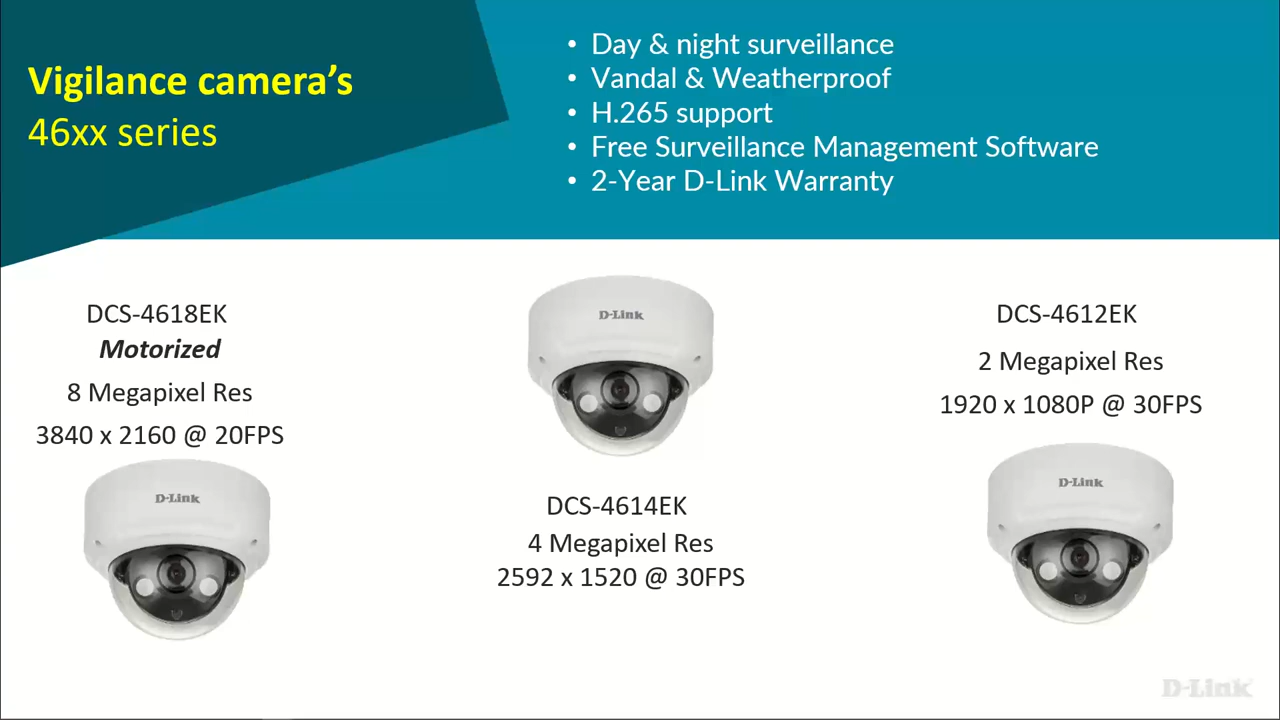 Vigilance camera's
46xx series
• Day & night surveillance
• Vandal & Weatherproof
• H.265 support
• Free Surveillance Management Software
• 2-Year D-Link Warranty
DCS-4618EK
Motorized
8 Megapixel Res
3840 x 2160 @ 20FPS
D-Link
D-Link
DCS-4614EK
4 Megapixel Res
2592 x 1520 @ 30FPS
DCS-4612EK
2 Megapixel Res
1920 x 1080P @ 30FPS
D-Link
D-Link